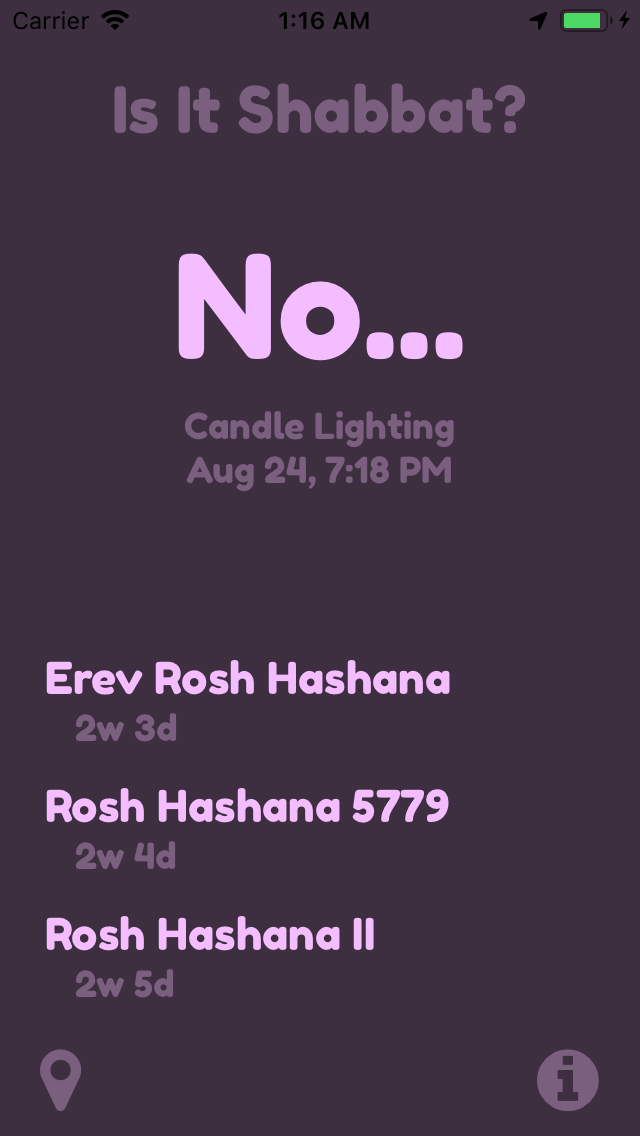 Carrier 1:16 AM
Is It Shabbat?
No...
Candle Lighting
Aug 24, 7:18 PM
Erev Rosh Hashana
2w 3d
Rosh Hashana 5779
2w 4d
Rosh Hashana II
2w 5d